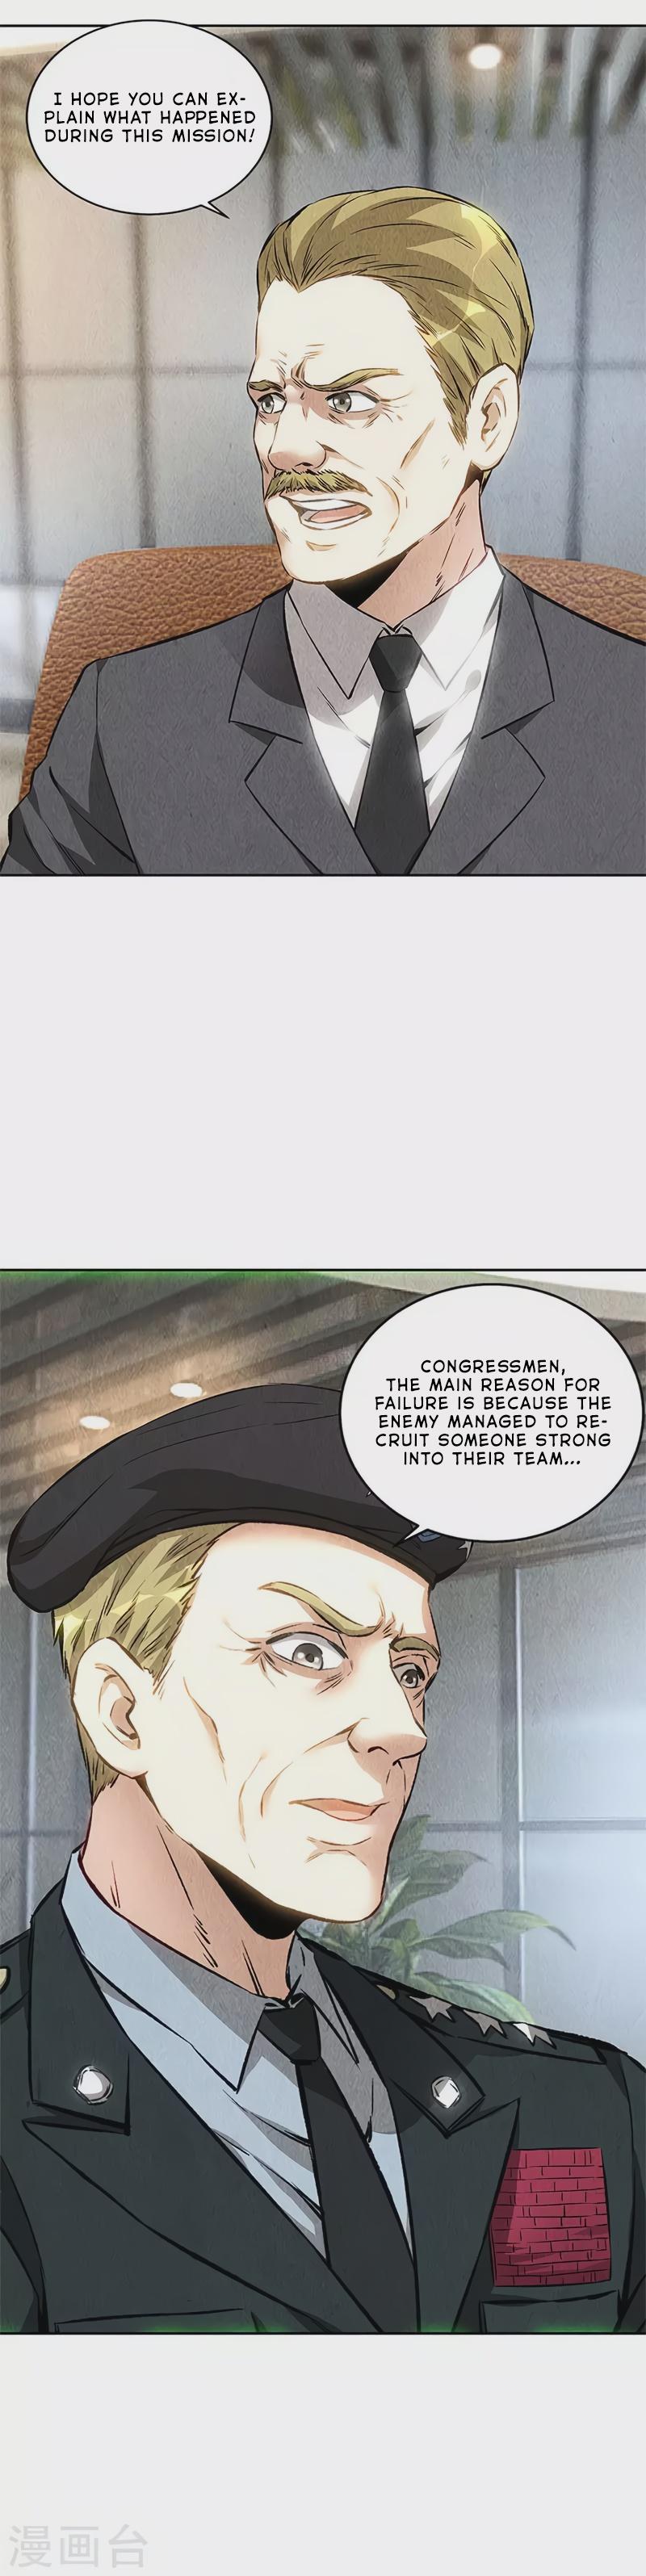 I HOPE YOU CAN EX-
PLAIN WHAT HAPPENED
DURING THIS MISSION!
CONGRESSMEN,
THE MAIN REASON FOR
FAILURE IS BECAUSE THE
ENEMY MANAGED TO RE-
CRUIT SOMEONE STRONG
INTO THEIR TEAM...
漫画台